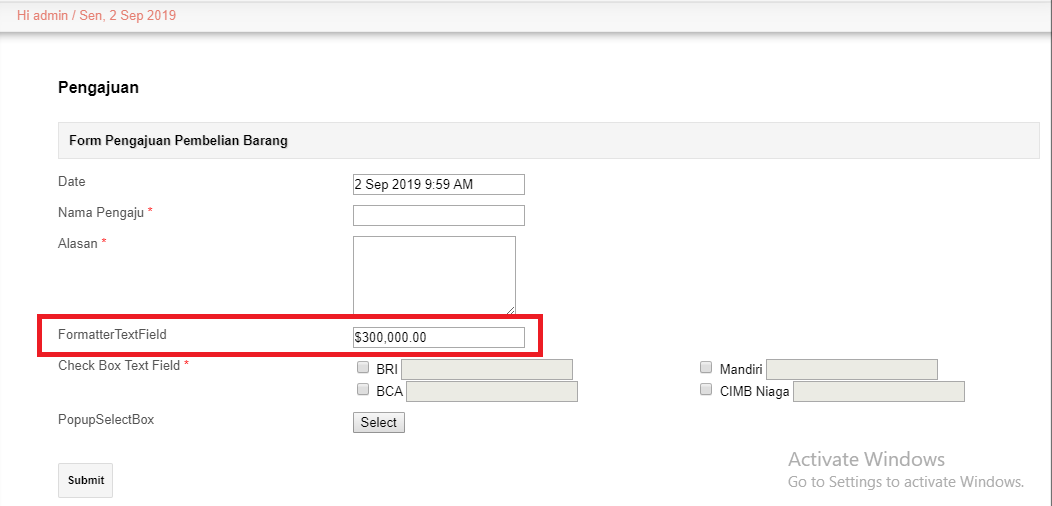 Hi admin / Sen, 2 Sep 2019
Pengajuan
Form Pengajuan Pembelian Barang
Date 2 Sep 2019 9:59 AM
Nama Pengaju *
Alasan *
FormatterTextField $300,000.00
Check Box Text Field * BRI Mandiri
BCA CIMB Niaga
PopupSelectBox Select
Submit
Activate Windows
Go to Settings to activate Windows.